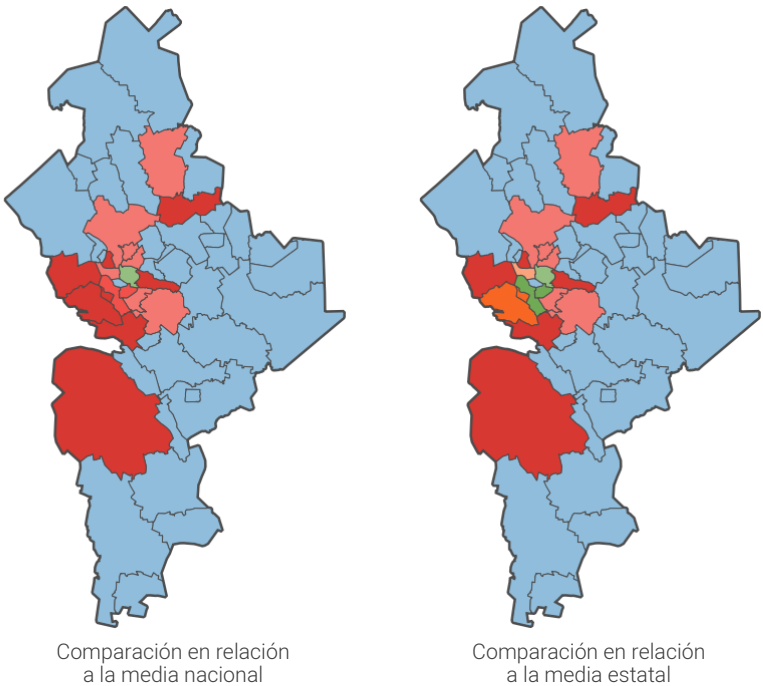 Comparación en relación
a la media nacional
Comparación en relación
a la media estatal